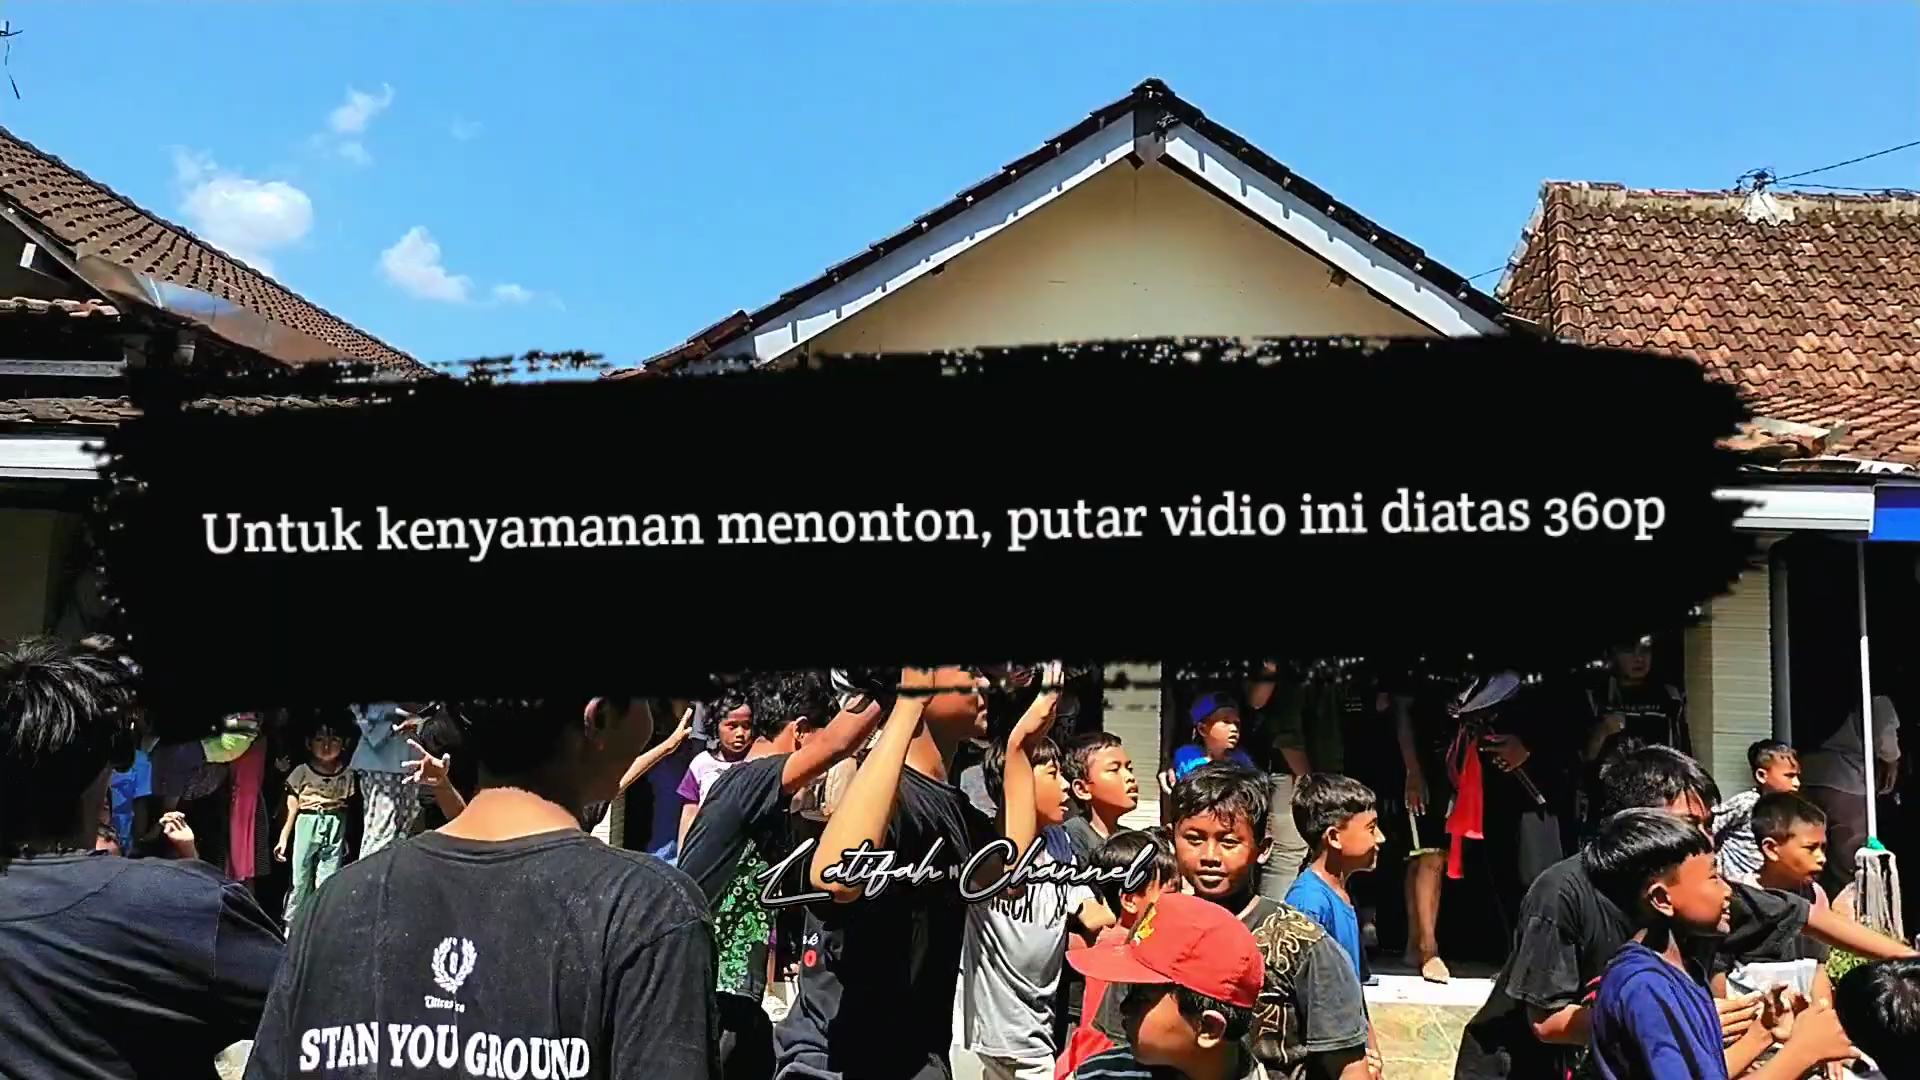 Untuk kenyamanan menonton, putar vidio ini diatas 360p
Latifah Channel
STAN YOU GROUND